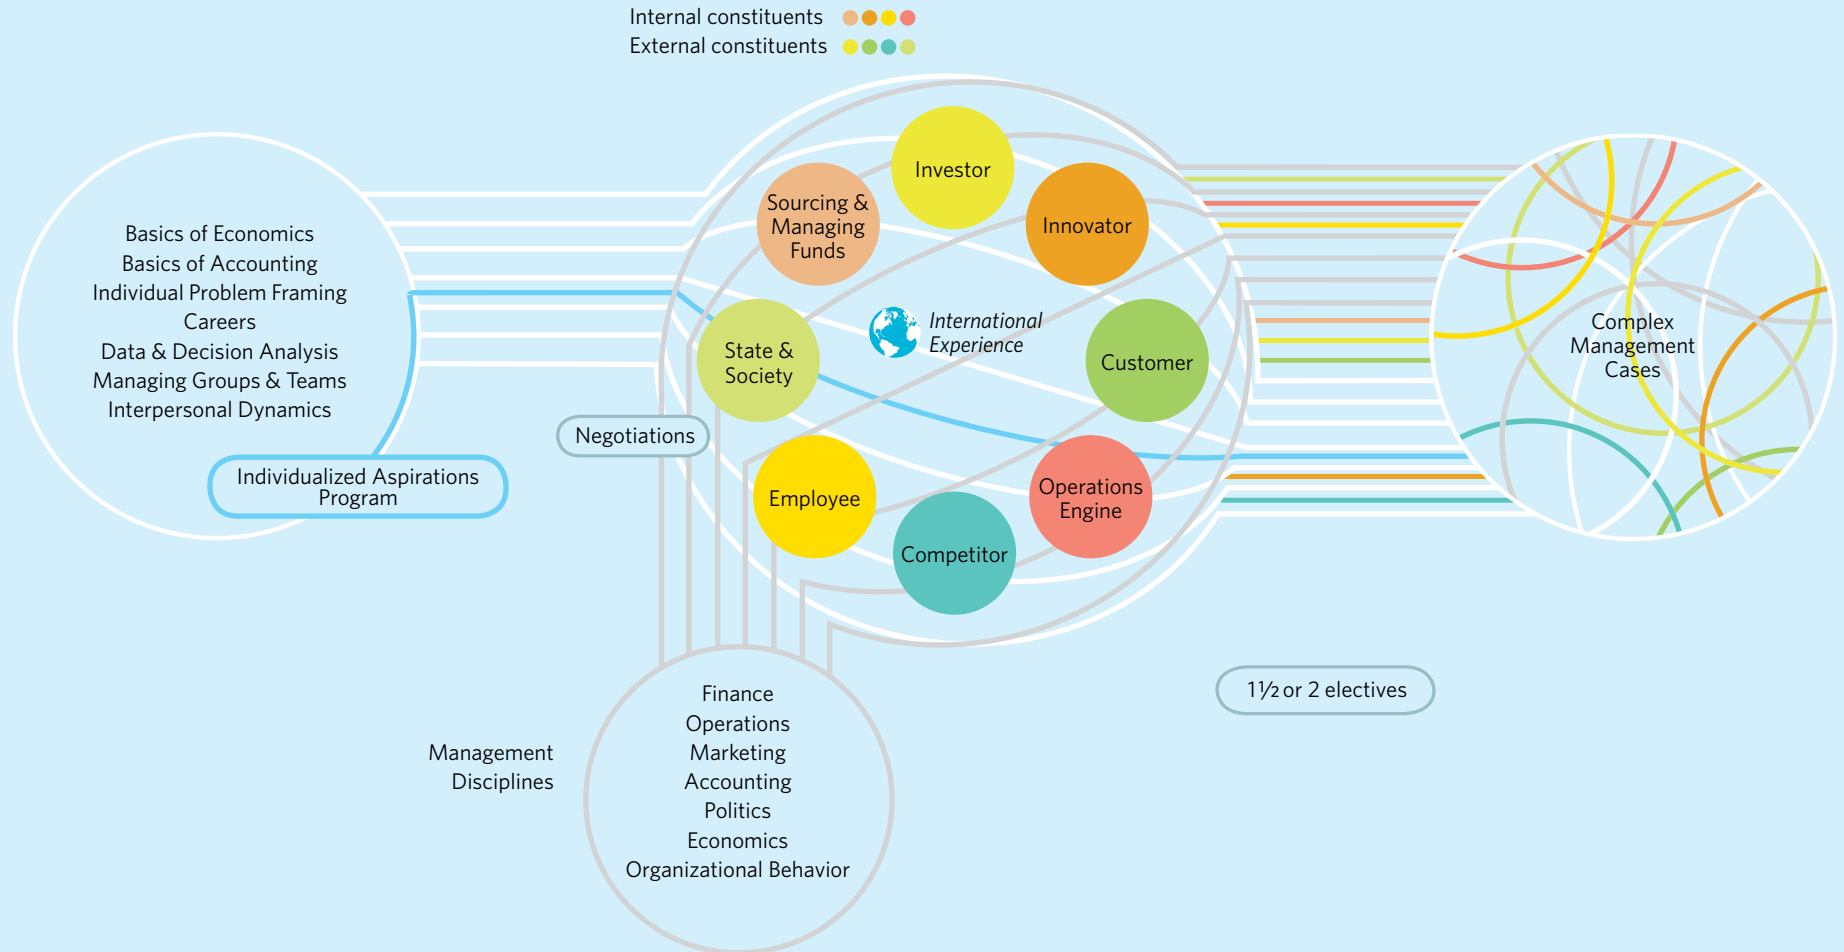 Internal constituents
External constituents
Basics of Economics
Basics of Accounting
Individual Problem Framing
Careers
Data & Decision Analysis
Managing Groups & Teams
Interpersonal Dynamics
Individualized Aspirations
Program
Negotiations
Investor
Sourcing &
Managing
Funds
Innovator
International
Experience
State &
Society
Customer
Employee
Operations
Engine
Competitor
Complex
Management
Cases
1½ or 2 electives
Management
Disciplines
Finance
Operations
Marketing
Accounting
Politics
Economics
Organizational Behavior